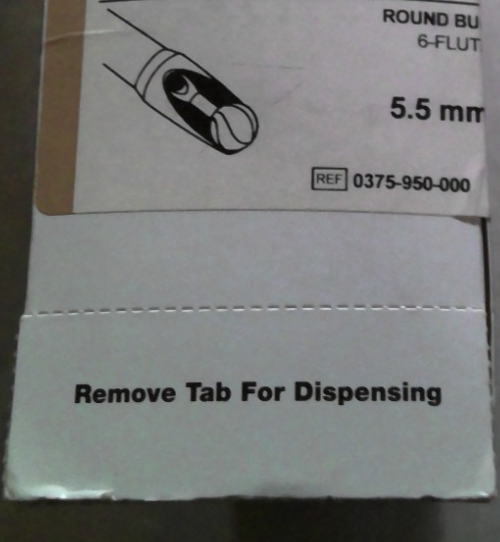 ROUND BU
6-FLUT
5.5 mm
REF 0375-950-000
Remove Tab For Dispensing